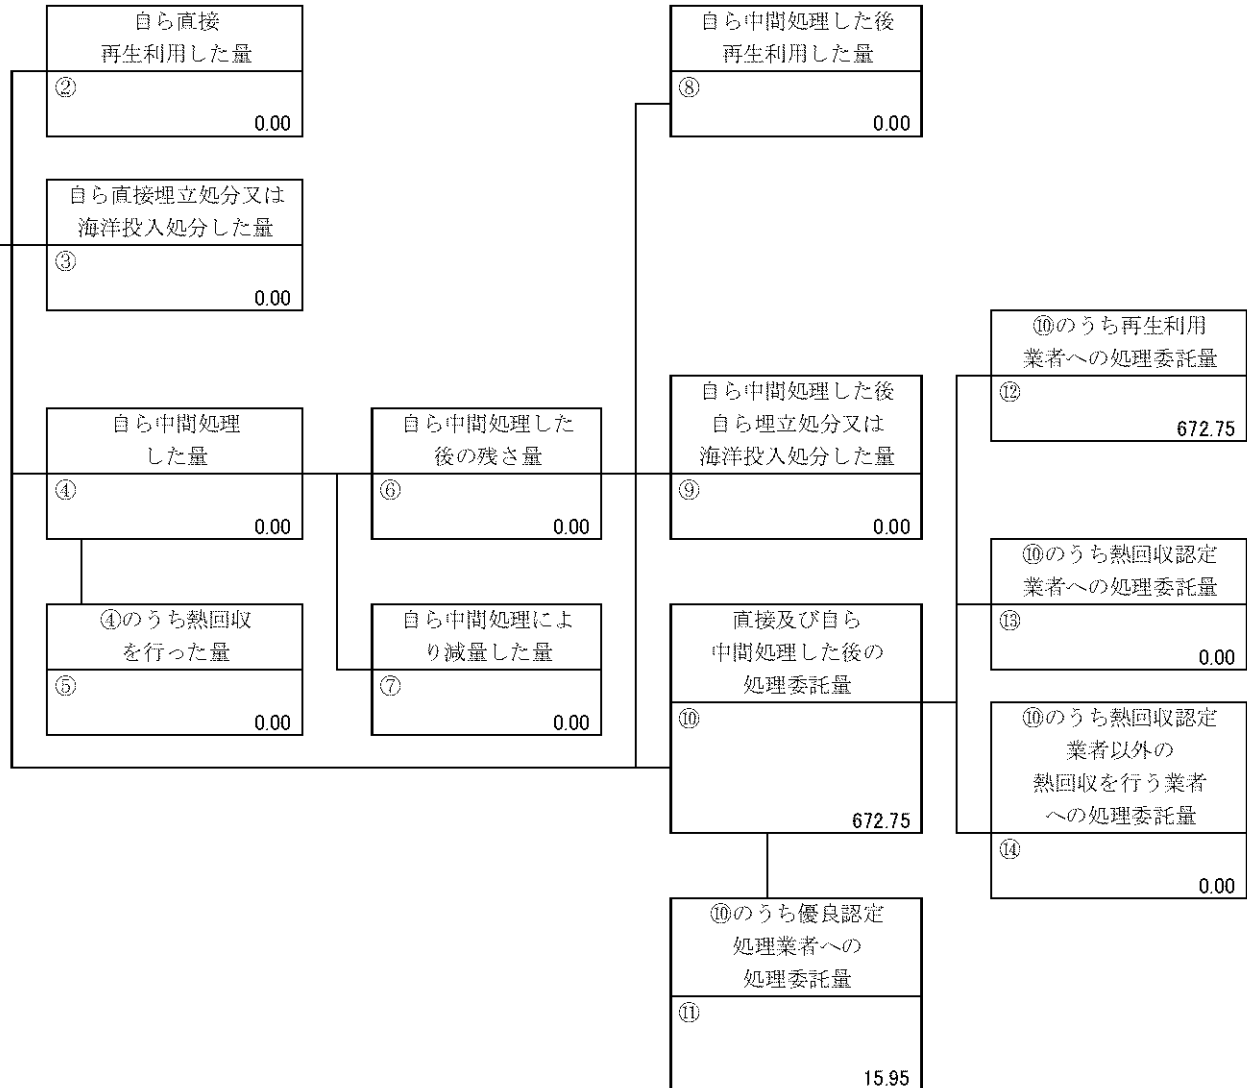 自ら直接
再生利用した量
②
0.00
自ら中間処理した後
再生利用した量
⑧
0.00
自ら直接埋立処分又は
海洋投入処分した量
③
0.00
⑩のうち再生利用
業者への処理委託量
⑫
672.75
自ら中間処理
した量
④
0.00
自ら中間処理した
後の残さ量
⑥
0.00
自ら中間処理した後
自ら埋立処分又は
海洋投入処分した量
⑨
0.00
⑩のうち熱回収認定
業者への処理委託量
⑬
0.00
④のうち熱回収
を行った量
⑤
0.00
自ら中間処理によ
り減量した量
⑦
0.00
直接及び自ら
中間処理した後の
処理委託量
⑩
672.75
⑩のうち熱回収認定
業者以外の
熱回収を行う業者
への処理委託量
⑭
0.00
⑩のうち優良認定
処理業者への
処理委託量
⑪
15.95